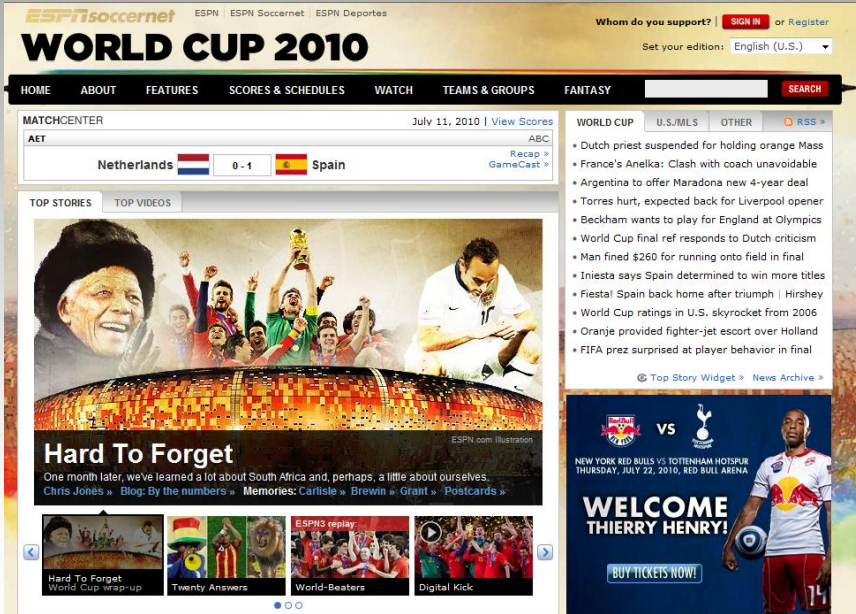 ESPNsoccernet
ESPN | ESPN Soccernet | ESPN Deportes
Whom do you support? | SIGN IN or Register
WORLD CUP 2010
Set your edition: English (U.S.)
HOME ABOUT FEATURES SCORES & SCHEDULES WATCH TEAMS & GROUPS FANTASY SEARCH
MATCHCENTER July 11, 2010 | View Scores
AET ABC
Netherlands 0 - 1 Spain
Recap »
GameCast »
TOP STORIES TOP VIDEOS
10
ESPN.com Illustration
Hard To Forget
One month later, we've learned a lot about South Africa and, perhaps, a little about ourselves.
Chris Jones » Blog: By the numbers » Memories: Carlisle » Brewin » Grant » Postcards »
Hard To Forget
World Cup wrap-up
Twenty Answers
ESPN3 replay:
World-Beaters
Digital Kick
WORLD CUP U.S./MLS OTHER RSS »
• Dutch priest suspended for holding orange Mass
• France's Anelka: Clash with coach unavoidable
• Argentina to offer Maradona new 4-year deal
• Torres hurt, expected back for Liverpool opener
• Beckham wants to play for England at Olympics
• World Cup final ref responds to Dutch criticism
• Man fined $260 for running onto field in final
• Iniesta says Spain determined to win more titles
• Fiesta! Spain back home after triumph | Hirshey
• World Cup ratings in U.S. skyrocket from 2006
• Oranje provided fighter-jet escort over Holland
• FIFA prez surprised at player behavior in final
Top Story Widget » News Archive »
Red Bull
VS
TOTTENHAM
HOTSPUR
NEW YORK RED BULLS VS TOTTENHAM HOTSPUR
THURSDAY, JULY 22, 2010, RED BULL ARENA
WELCOME
THIERRY HENRY!
BUY TICKETS NOW!
Red Bull
14